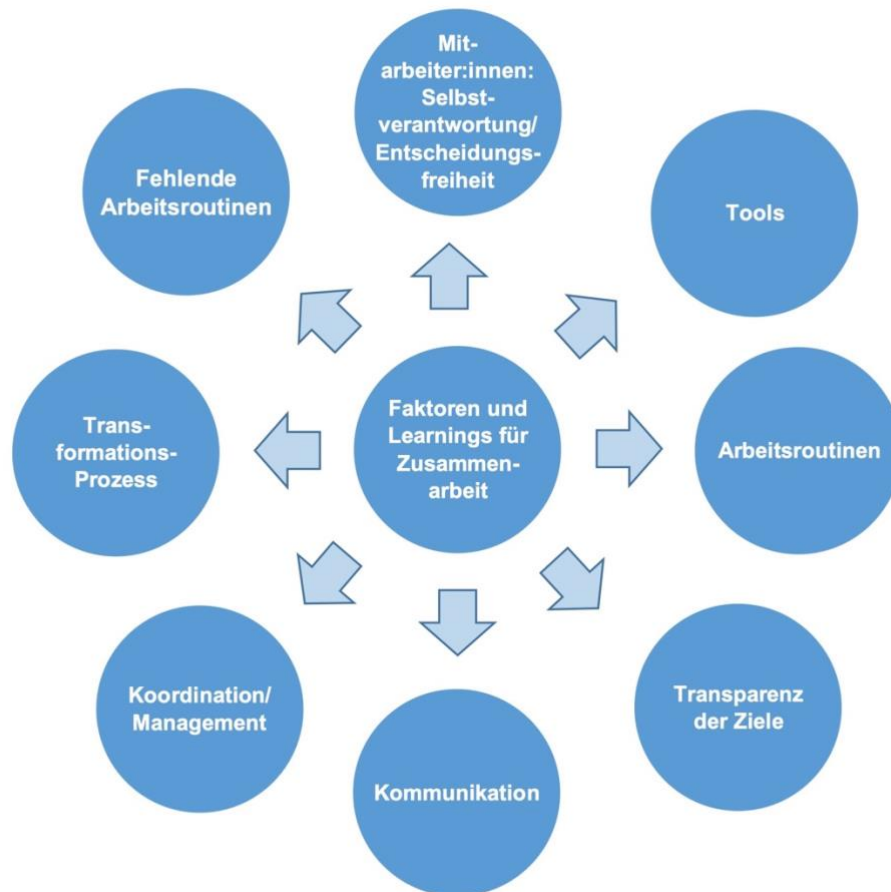 Mit-
arbeiter:innen:
Selbst-
verantwortung/
Entscheidungs-
freiheit
Fehlende
Arbeitsroutinen
Tools
Trans-
formations-
Prozess
Faktoren und
Learnings für
Zusammen-
arbeit
Arbeitsroutinen
Koordination/
Management
Transparenz
der Ziele
Kommunikation